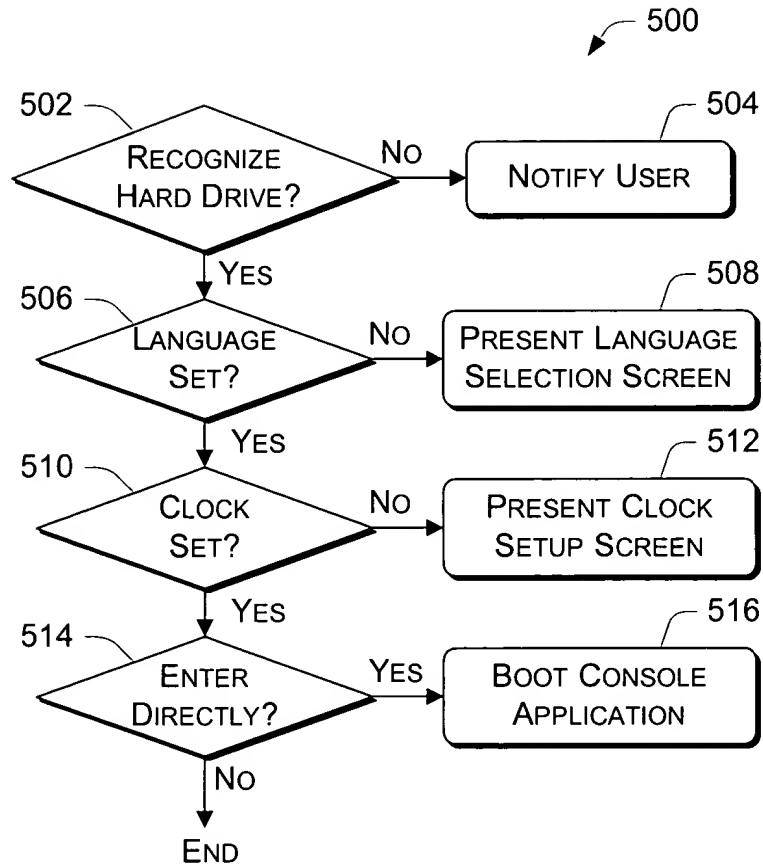 500
502
RECOGNIZE
HARD DRIVE?
NO
504
NOTIFY USER
YES
506
LANGUAGE
SET?
NO
508
PRESENT LANGUAGE
SELECTION SCREEN
YES
510
CLOCK
SET?
NO
512
PRESENT CLOCK
SETUP SCREEN
YES
514
ENTER
DIRECTLY?
YES
516
BOOT CONSOLE
APPLICATION
NO
END